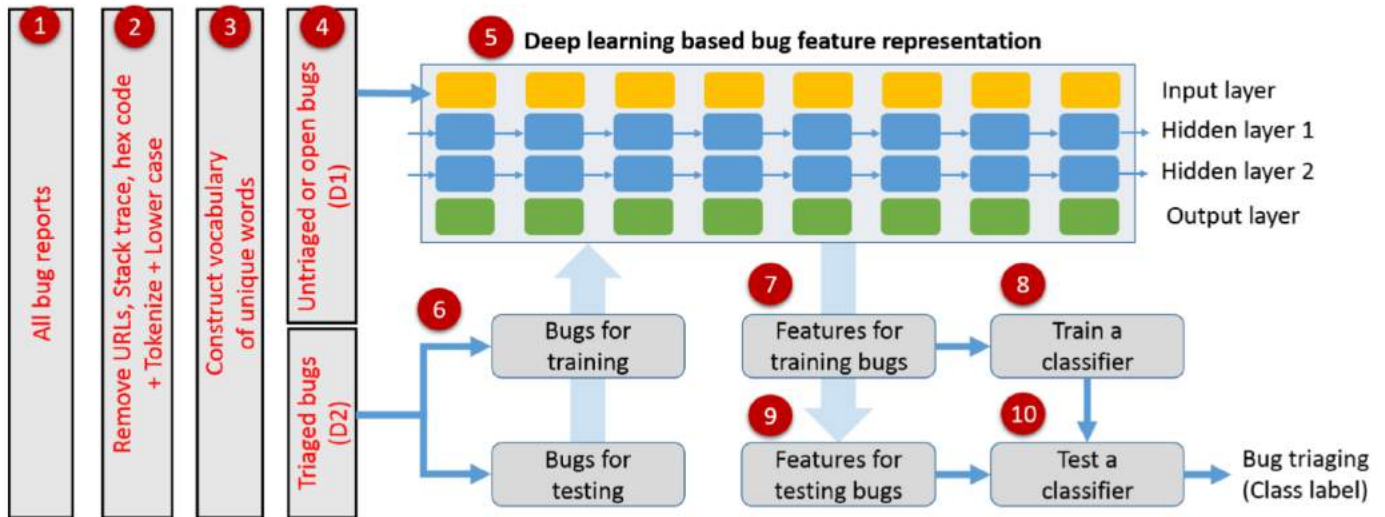 1
All bug reports
2
Remove URLs, Stack trace, hex code
+ Tokenize + Lower case
3
Construct vocabulary
of unique words
4
Untriaged or open bugs
(D1)
Triaged bugs
(D2)
5
Deep learning based bug feature representation
Input layer
Hidden layer 1
Hidden layer 2
Output layer
6
Bugs for
training
Bugs for
testing
7
Features for
training bugs
8
Train a
classifier
9
Features for
testing bugs
10
Test a
classifier
Bug triaging
(Class label)